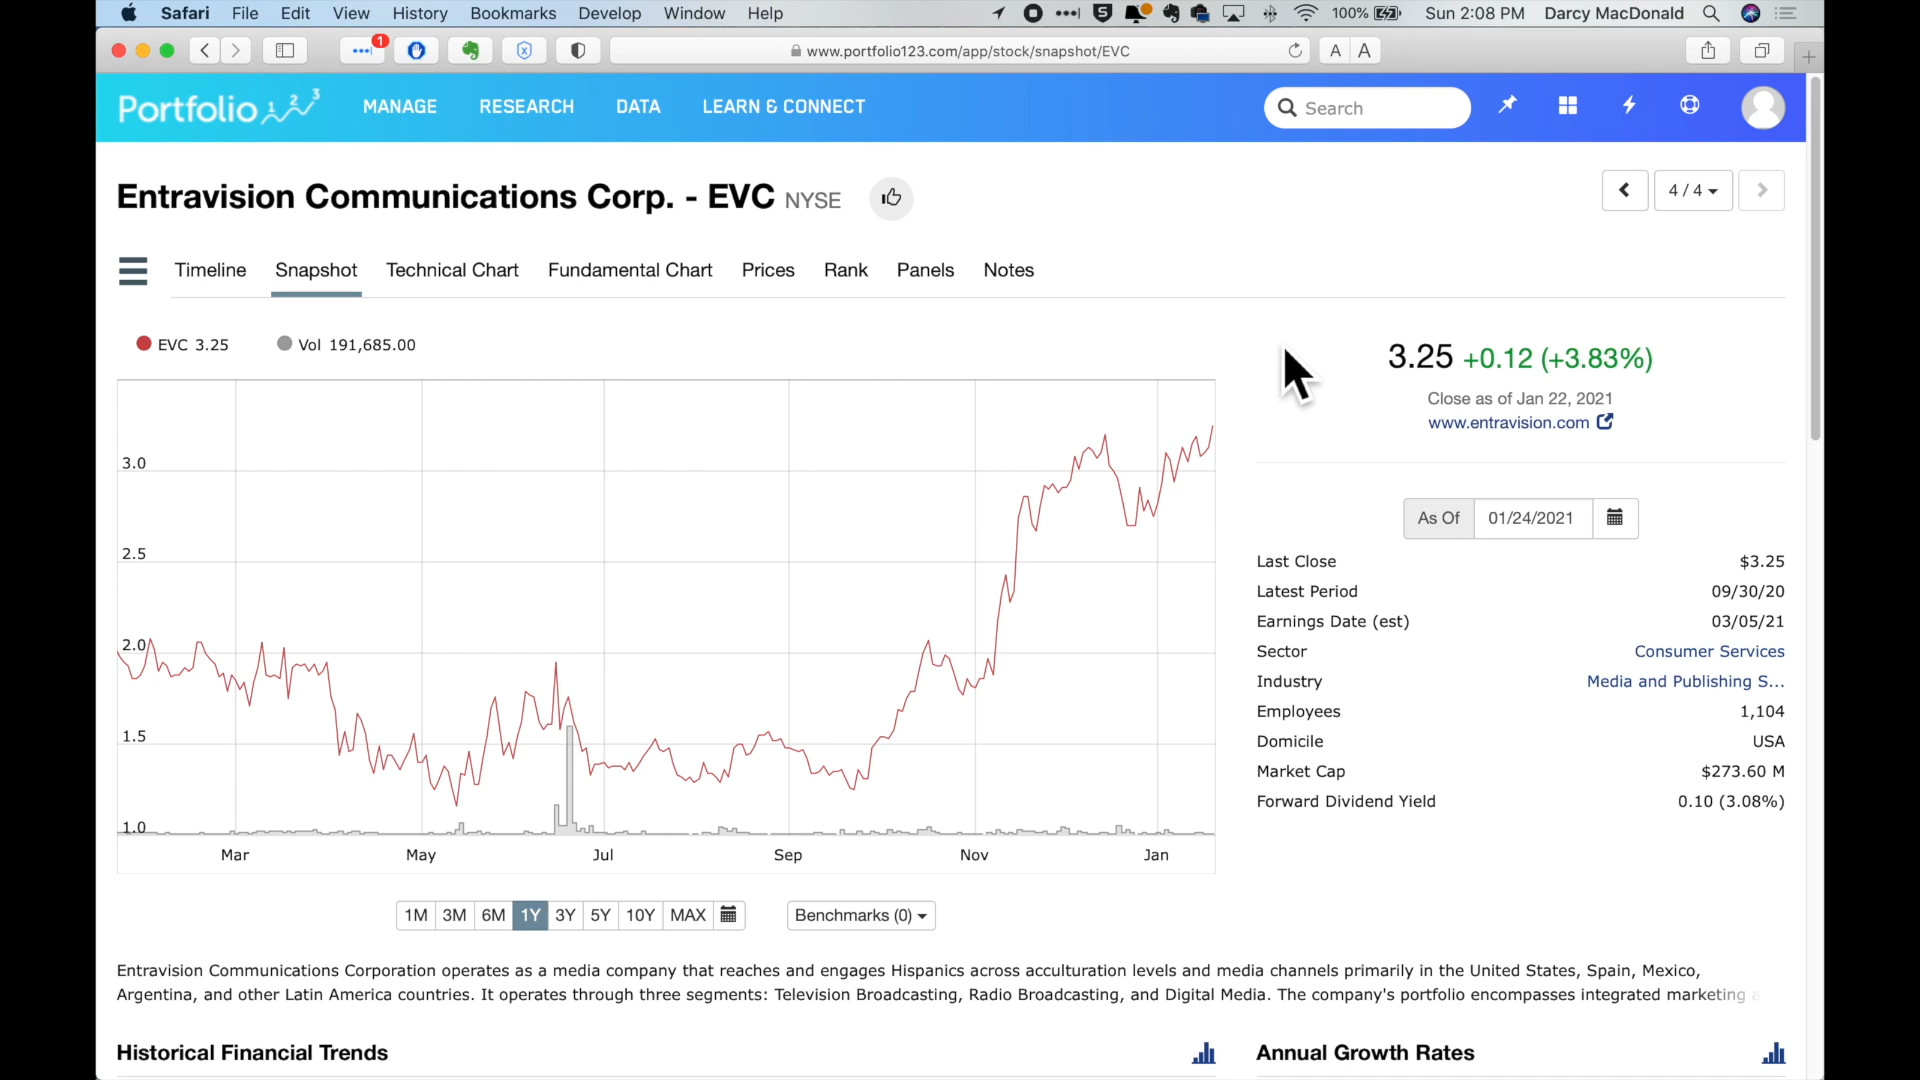 Safari File Edit View History Bookmarks Develop Window Help 100% Sun 2:08 PM Darcy MacDonald
1 www.portfolio123.com/app/stock/snapshot/EVC A A
Portfolio123 MANAGE RESEARCH DATA LEARN & CONNECT Search
Entravision Communications Corp. - EVC NYSE 4 / 4
Timeline Snapshot Technical Chart Fundamental Chart Prices Rank Panels Notes
EVC 3.25 Vol 191,685.00
3.25 +0.12 (+3.83%)
Close as of Jan 22, 2021
www.entravision.com
As Of 01/24/2021
Last Close $3.25
Latest Period 09/30/20
Earnings Date (est) 03/05/21
Sector Consumer Services
Industry Media and Publishing S...
Employees 1,104
Domicile USA
Market Cap $273.60 M
Forward Dividend Yield 0.10 (3.08%)
3.0
2.5
2.0
1.5
1.0
Mar May Jul Sep Nov Jan
1M 3M 6M 1Y 3Y 5Y 10Y MAX Benchmarks (0)
Entravision Communications Corporation operates as a media company that reaches and engages Hispanics across acculturation levels and media channels primarily in the United States, Spain, Mexico,
Argentina, and other Latin America countries. It operates through three segments: Television Broadcasting, Radio Broadcasting, and Digital Media. The company's portfolio encompasses integrated marketing a
Historical Financial Trends Annual Growth Rates